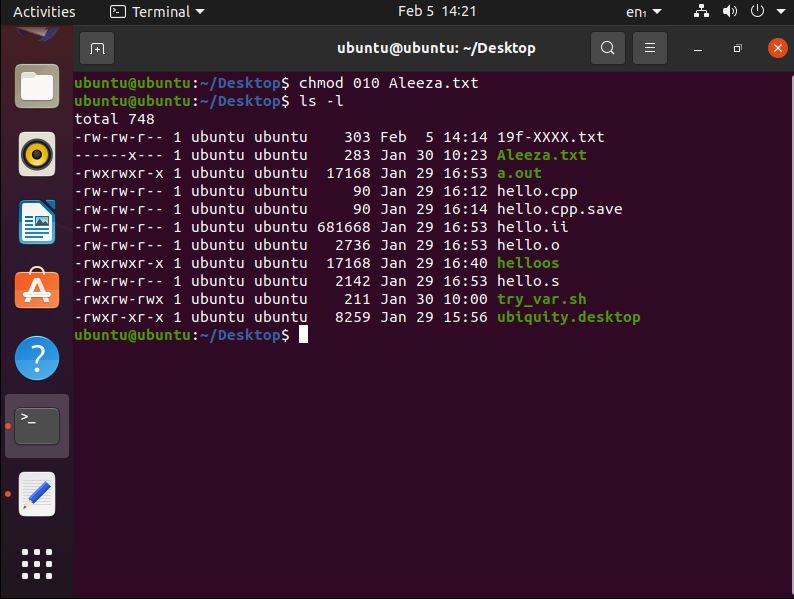 Activities Terminal Feb 5 14:21 en₁
ubuntu@ubuntu: ~/Desktop
ubuntu@ubuntu:~/Desktop$ chmod 010 Aleeza.txt
ubuntu@ubuntu:~/Desktop$ ls -l
total 748
-rw-rw-r-- 1 ubuntu ubuntu    303 Feb  5 14:14 19f-XXXX.txt
------x--- 1 ubuntu ubuntu    283 Jan 30 10:23 Aleeza.txt
-rwxrwxr-x 1 ubuntu ubuntu  17168 Jan 29 16:53 a.out
-rw-rw-r-- 1 ubuntu ubuntu     90 Jan 29 16:12 hello.cpp
-rw-rw-r-- 1 ubuntu ubuntu     90 Jan 29 16:14 hello.cpp.save
-rw-rw-r-- 1 ubuntu ubuntu 681668 Jan 29 16:53 hello.ii
-rw-rw-r-- 1 ubuntu ubuntu   2736 Jan 29 16:53 hello.o
-rwxrwxr-x 1 ubuntu ubuntu  17168 Jan 29 16:40 helloos
-rw-rw-r-- 1 ubuntu ubuntu   2142 Jan 29 16:53 hello.s
-rwxrw-rwx 1 ubuntu ubuntu    211 Jan 30 10:00 try_var.sh
-rwxr-xr-x 1 ubuntu ubuntu   8259 Jan 29 15:56 ubiquity.desktop
ubuntu@ubuntu:~/Desktop$